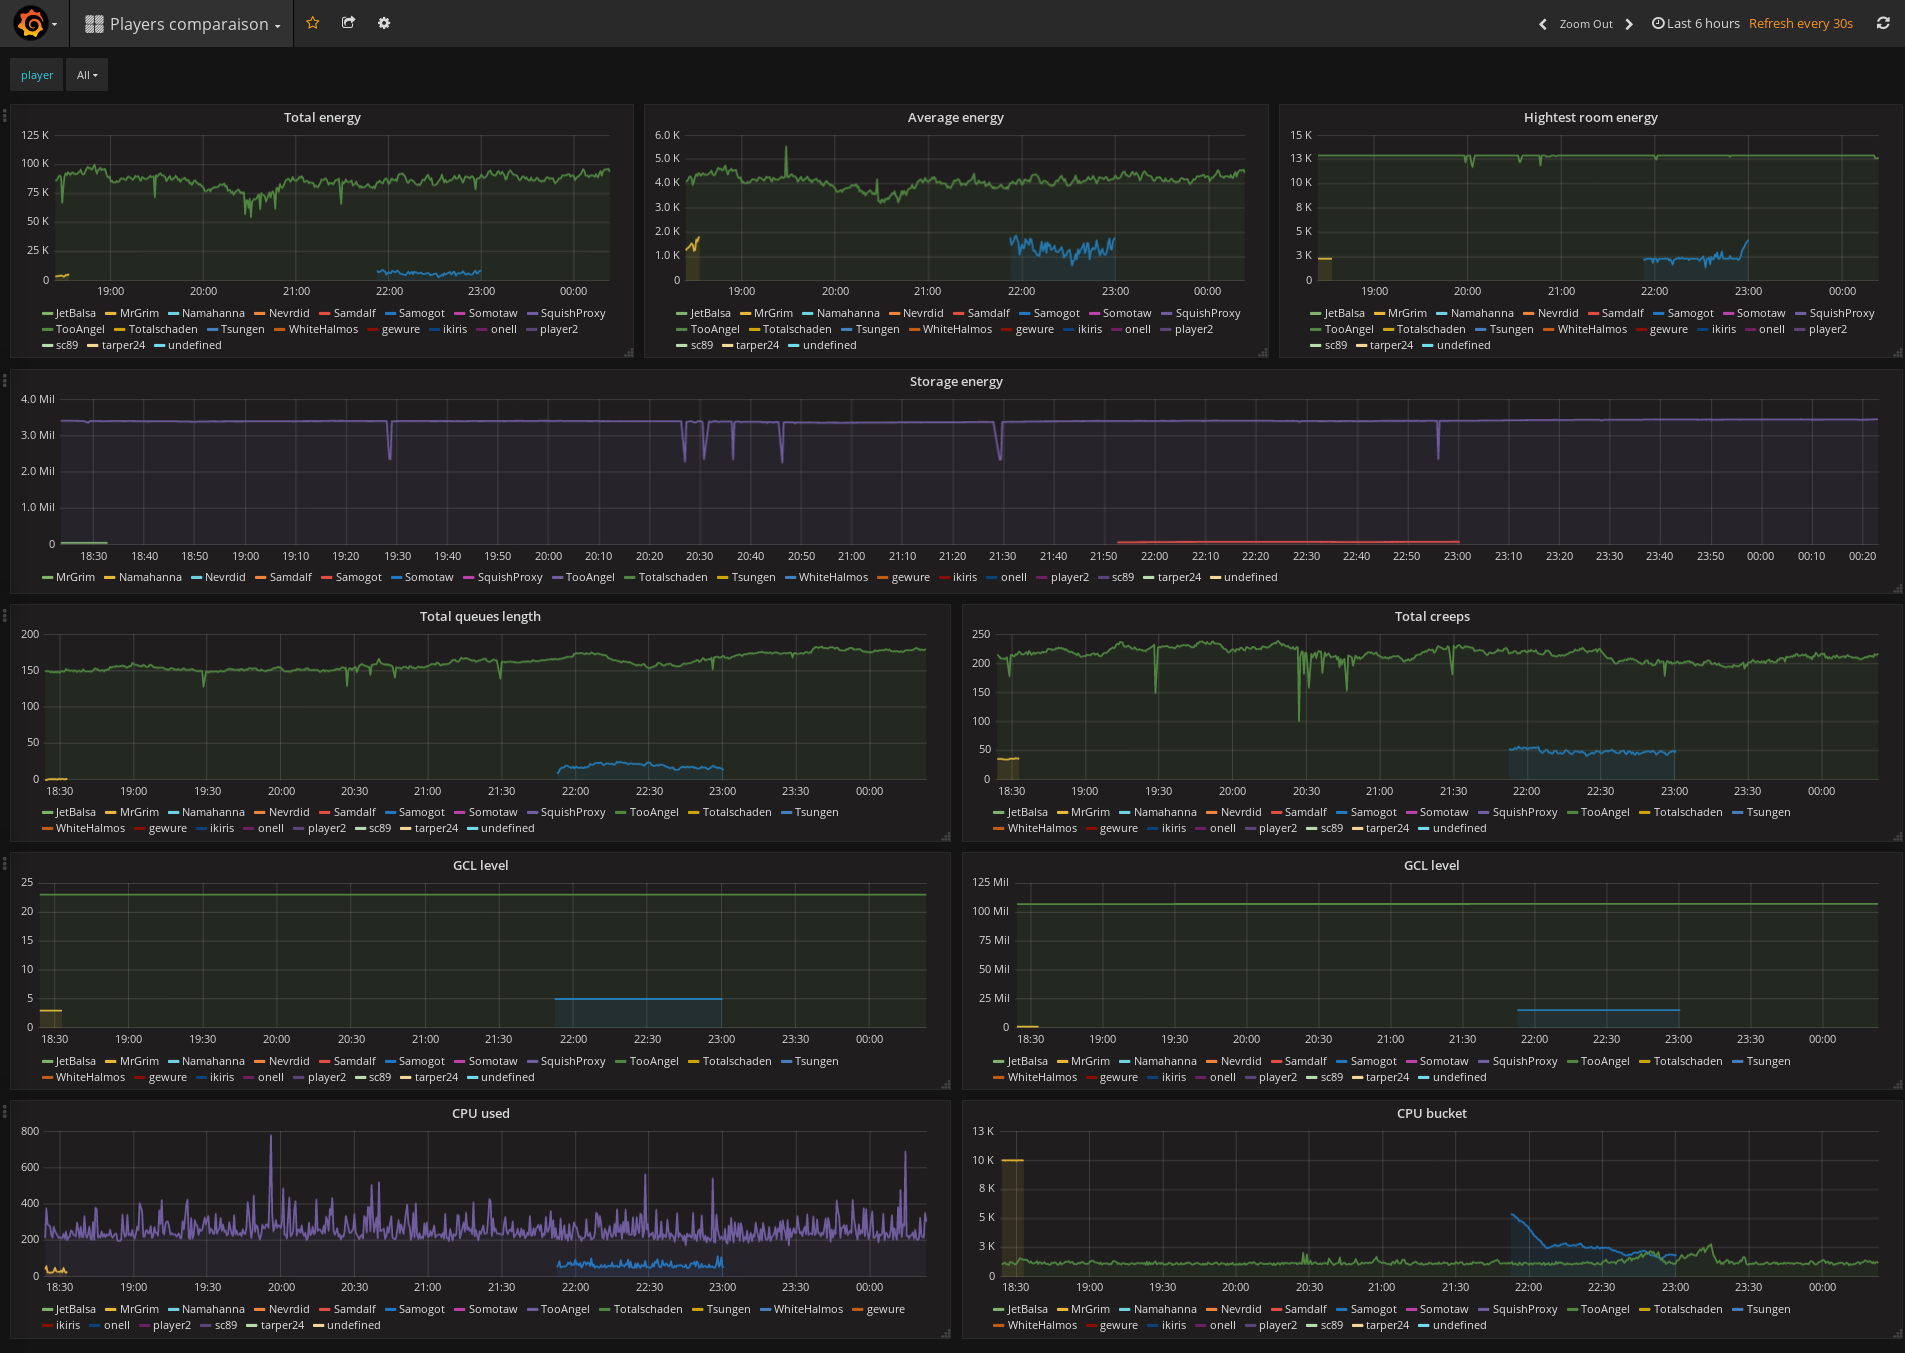 Players comparaison
Zoom Out Last 6 hours Refresh every 30s
player All
Total energy
125 K
100 K
75 K
50 K
25 K
0
19:00 20:00 21:00 22:00 23:00 00:00
JetBalsa MrGrim Namahanna Nevrdid Samdalf Samogot Somotaw SquishProxy
TooAngel Totalschaden Tsungen WhiteHalmos gewure ikiris onell player2
sc89 tarper24 undefined
Average energy
6.0 K
5.0 K
4.0 K
3.0 K
2.0 K
1.0 K
0
19:00 20:00 21:00 22:00 23:00 00:00
JetBalsa MrGrim Namahanna Nevrdid Samdalf Samogot Somotaw SquishProxy
TooAngel Totalschaden Tsungen WhiteHalmos gewure ikiris onell player2
sc89 tarper24 undefined
Hightest room energy
15 K
13 K
10 K
8 K
5 K
3 K
0
19:00 20:00 21:00 22:00 23:00 00:00
JetBalsa MrGrim Namahanna Nevrdid Samdalf Samogot Somotaw SquishProxy
TooAngel Totalschaden Tsungen WhiteHalmos gewure ikiris onell player2
sc89 tarper24 undefined
Storage energy
4.0 Mil
3.0 Mil
2.0 Mil
1.0 Mil
0
18:30 18:40 18:50 19:00 19:10 19:20 19:30 19:40 19:50 20:00 20:10 20:20 20:30 20:40 20:50 21:00 21:10 21:20 21:30 21:40 21:50 22:00 22:10 22:20 22:30 22:40 22:50 23:00 23:10 23:20 23:30 23:40 23:50 00:00 00:10 00:20
MrGrim Namahanna Nevrdid Samdalf Samogot Somotaw SquishProxy TooAngel Totalschaden Tsungen WhiteHalmos gewure ikiris onell player2 sc89 tarper24 undefined
Total queues length
200
150
100
50
0
18:30 19:00 19:30 20:00 20:30 21:00 21:30 22:00 22:30 23:00 23:30 00:00
JetBalsa MrGrim Namahanna Nevrdid Samdalf Samogot Somotaw SquishProxy TooAngel Totalschaden Tsungen
WhiteHalmos gewure ikiris onell player2 sc89 tarper24 undefined
Total creeps
250
200
150
100
50
0
18:30 19:00 19:30 20:00 20:30 21:00 21:30 22:00 22:30 23:00 23:30 00:00
JetBalsa MrGrim Namahanna Nevrdid Samdalf Samogot Somotaw SquishProxy TooAngel Totalschaden Tsungen
WhiteHalmos gewure ikiris onell player2 sc89 tarper24 undefined
GCL level
25
20
15
10
5
0
18:30 19:00 19:30 20:00 20:30 21:00 21:30 22:00 22:30 23:00 23:30 00:00
JetBalsa MrGrim Namahanna Nevrdid Samdalf Samogot Somotaw SquishProxy TooAngel Totalschaden Tsungen
WhiteHalmos gewure ikiris onell player2 sc89 tarper24 undefined
GCL level
125 Mil
100 Mil
75 Mil
50 Mil
25 Mil
0
18:30 19:00 19:30 20:00 20:30 21:00 21:30 22:00 22:30 23:00 23:30 00:00
JetBalsa MrGrim Namahanna Nevrdid Samdalf Samogot Somotaw SquishProxy TooAngel Totalschaden Tsungen
WhiteHalmos gewure ikiris onell player2 sc89 tarper24 undefined
CPU used
800
600
400
200
0
18:30 19:00 19:30 20:00 20:30 21:00 21:30 22:00 22:30 23:00 23:30 00:00
JetBalsa MrGrim Namahanna Nevrdid Samdalf Samogot Somotaw TooAngel Totalschaden Tsungen WhiteHalmos gewure
ikiris onell player2 sc89 tarper24 undefined
CPU bucket
13 K
10 K
8 K
5 K
3 K
0
18:30 19:00 19:30 20:00 20:30 21:00 21:30 22:00 22:30 23:00 23:30 00:00
JetBalsa MrGrim Namahanna Nevrdid Samdalf Samogot Somotaw SquishProxy TooAngel Totalschaden Tsungen
WhiteHalmos gewure ikiris onell player2 sc89 tarper24 undefined